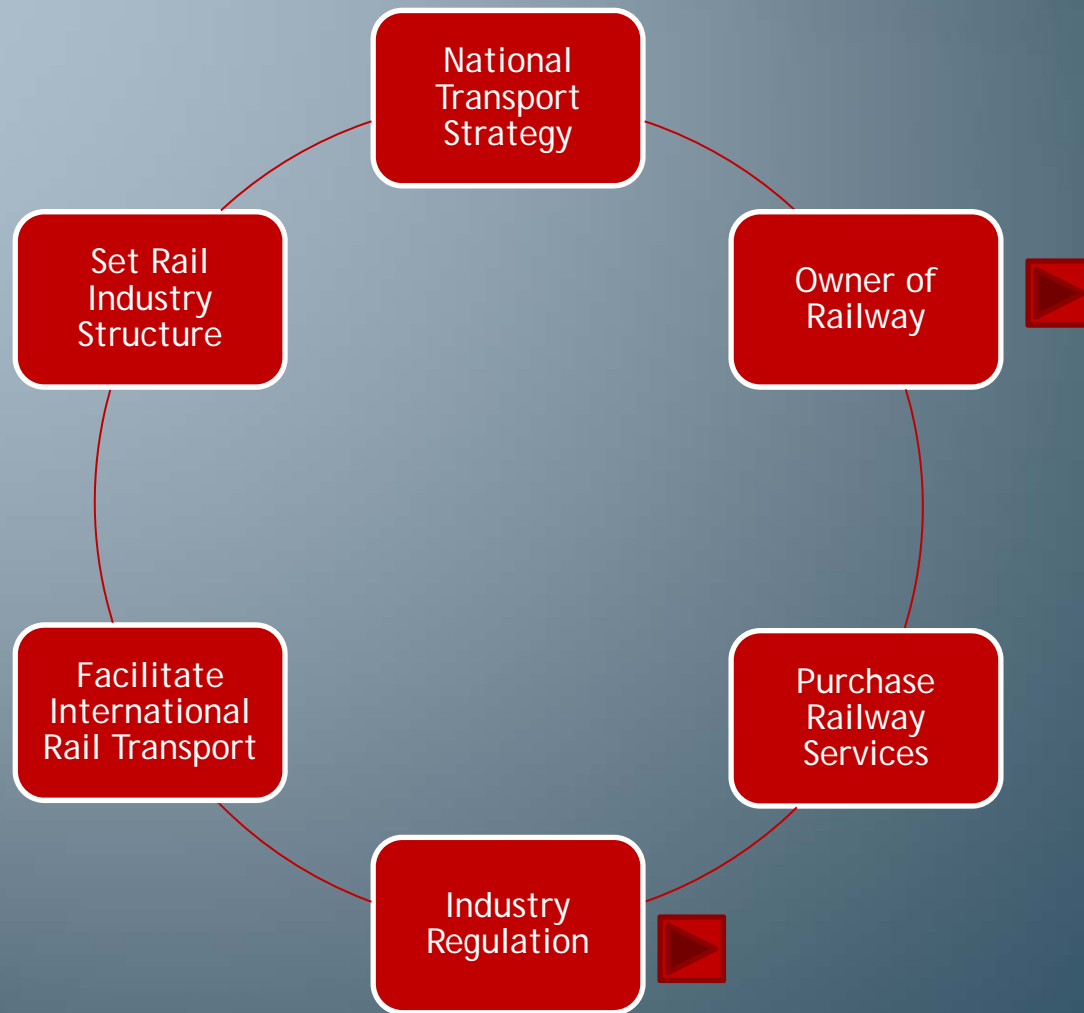 National
Transport
Strategy
Owner of
Railway
Purchase
Railway
Services
Industry
Regulation
Facilitate
International
Rail Transport
Set Rail
Industry
Structure